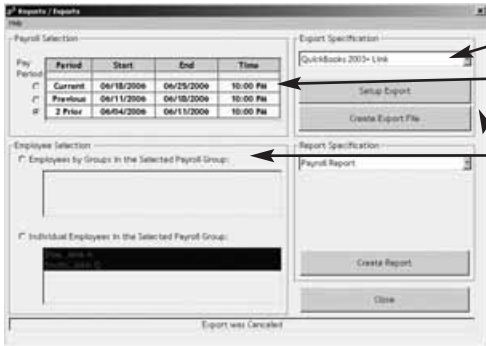 Reports / Exports
Help
Payroll Selection
Pay Period
Period Start End Time
Current 06/18/2006 06/25/2006 10:00 PM
Previous 06/11/2006 06/18/2006 10:00 PM
2 Prior 06/04/2006 06/11/2006 10:00 PM
Export Specification
QuickBooks 2003+ Link
Setup Export
Create Export File
Employee Selection
Employees by Groups in the Selected Payroll Group:
Individual Employees in the Selected Payroll Group:
Report Specification
Payroll Report
Create Report
Close
Export was Canceled